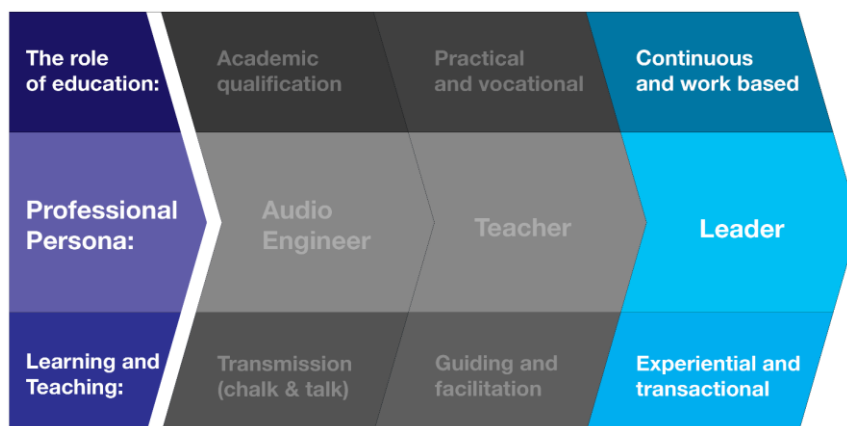 The role
of education:
Academic
qualification
Practical
and vocational
Continuous
and work based
Professional
Persona:
Audio
Engineer
Teacher
Leader
Learning and
Teaching:
Transmission
(chalk & talk)
Guiding and
facilitation
Experiential and
transactional